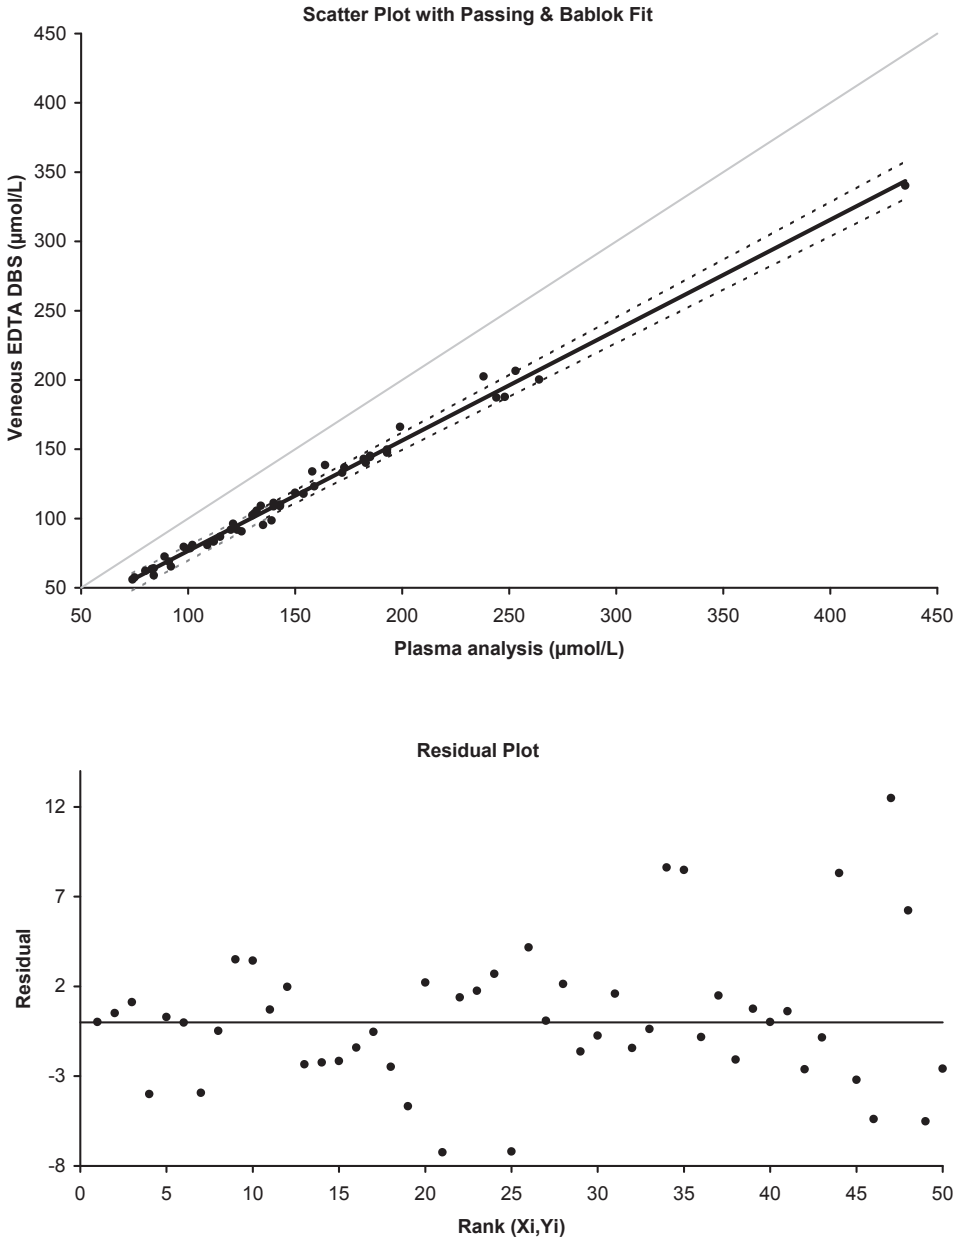 Scatter Plot with Passing & Bablok Fit
450
400
350
300
250
200
150
100
50
Veneous EDTA DBS (µmol/L)
50 100 150 200 250 300 350 400 450
Plasma analysis (µmol/L)
Residual Plot
12
7
2
-3
-8
Residual
0 5 10 15 20 25 30 35 40 45 50
Rank (Xi,Yi)